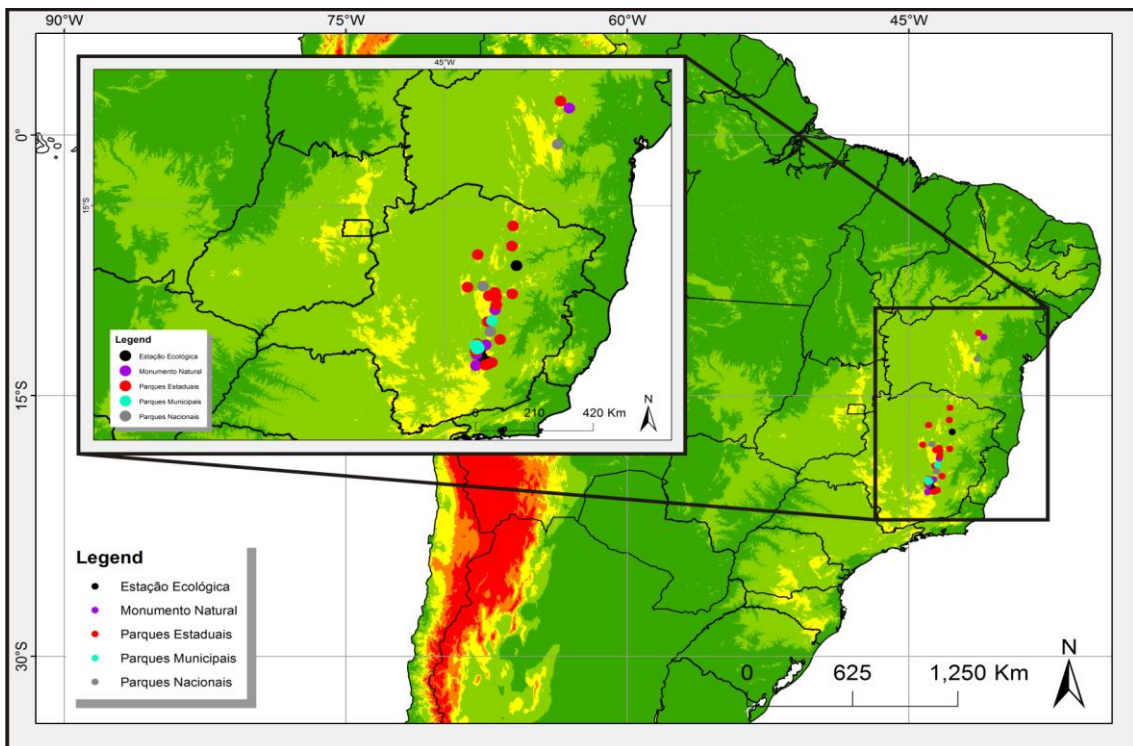 90°W 75°W 60°W 45°W
45°W
0°
15°S
Legend
Estação Ecológica
Monumento Natural
Parques Estaduais
Parques Municipais
Parques Nacionais
0 210 420 Km
N
15°S
Legend
Estação Ecológica
Monumento Natural
Parques Estaduais
Parques Municipais
Parques Nacionais
30°S
0 625 1,250 Km
N